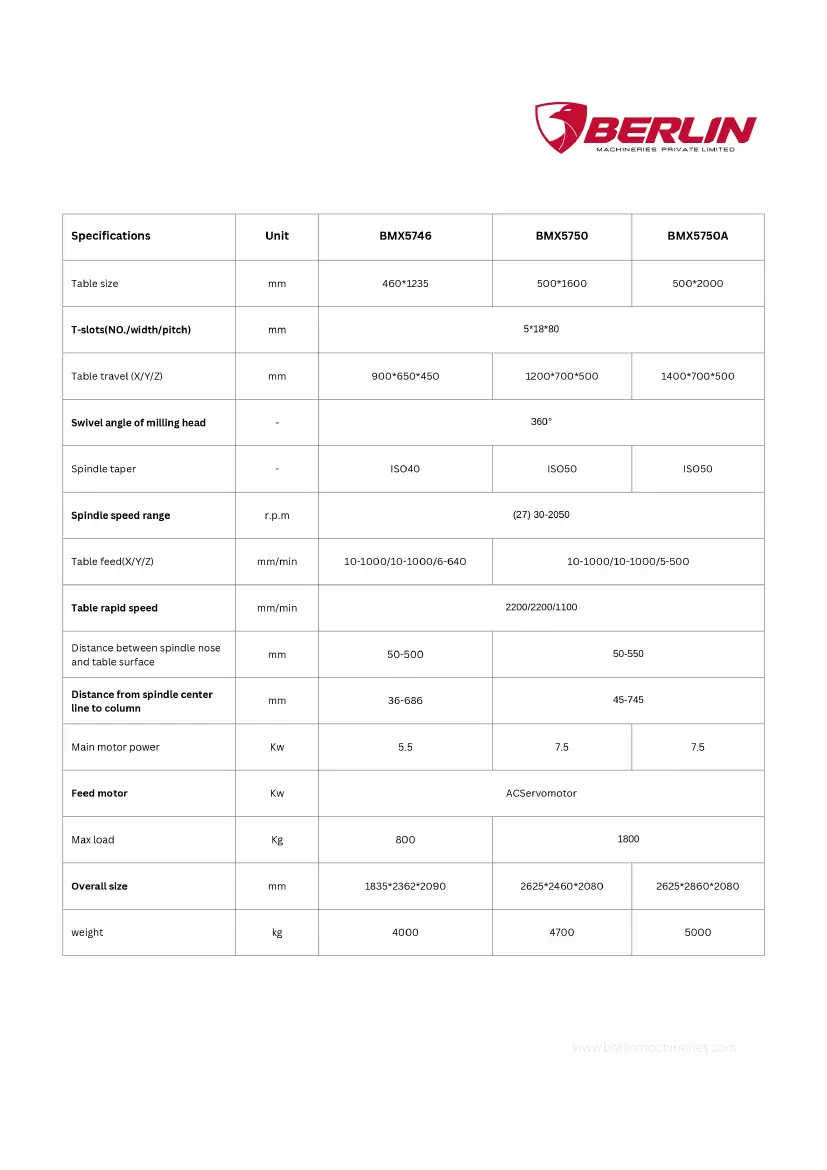 BERLIN
MACHINERIES PRIVATE LIMITED
Specifications Unit BMX5746 BMX5750 BMX5750A
Table size mm 460*1235 500*1600 500*2000
T-slots(NO./width/pitch) mm 5*18*80
Table travel (X/Y/Z) mm 900*650*450 1200*700*500 1400*700*500
Swivel angle of milling head - 360°
Spindle taper - ISO40 ISO50 ISO50
Spindle speed range r.p.m (27) 30-2050
Table feed(X/Y/Z) mm/min 10-1000/10-1000/6-640 10-1000/10-1000/5-500
Table rapid speed mm/min 2200/2200/1100
Distance between spindle nose
and table surface mm 50-500 50-550
Distance from spindle center
line to column mm 36-686 45-745
Main motor power Kw 5.5 7.5 7.5
Feed motor Kw ACServomotor
Max load Kg 800 1800
Overall size mm 1835*2362*2090 2625*2460*2080 2625*2860*2080
weight kg 4000 4700 5000
www.berlinmachineries.com